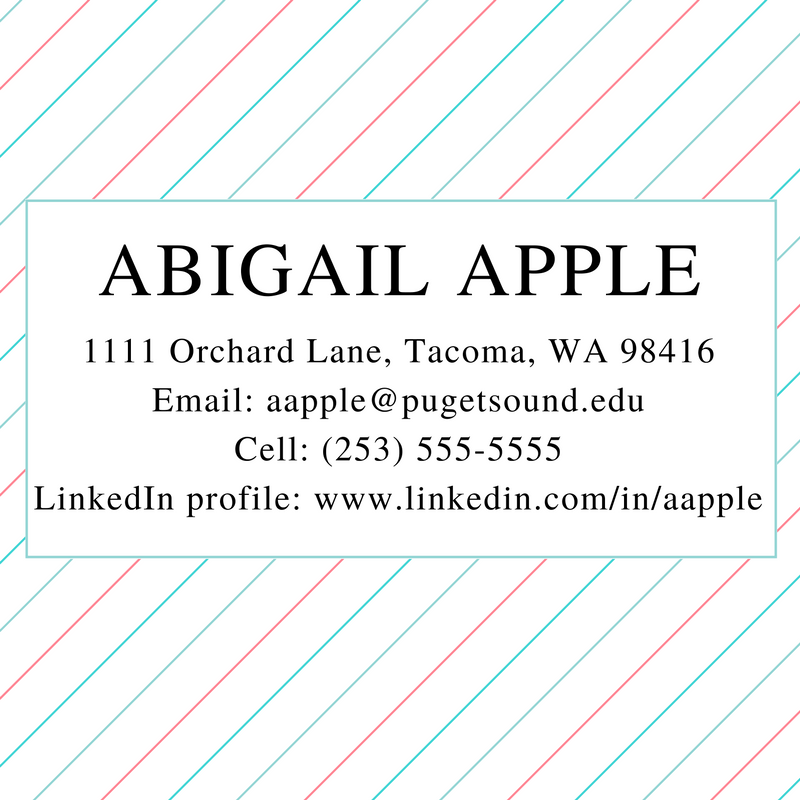 ABIGAIL APPLE
1111 Orchard Lane, Tacoma, WA 98416
Email: aapple@pugetsound.edu
Cell: (253) 555-5555
LinkedIn profile: www.linkedin.com/in/aapple